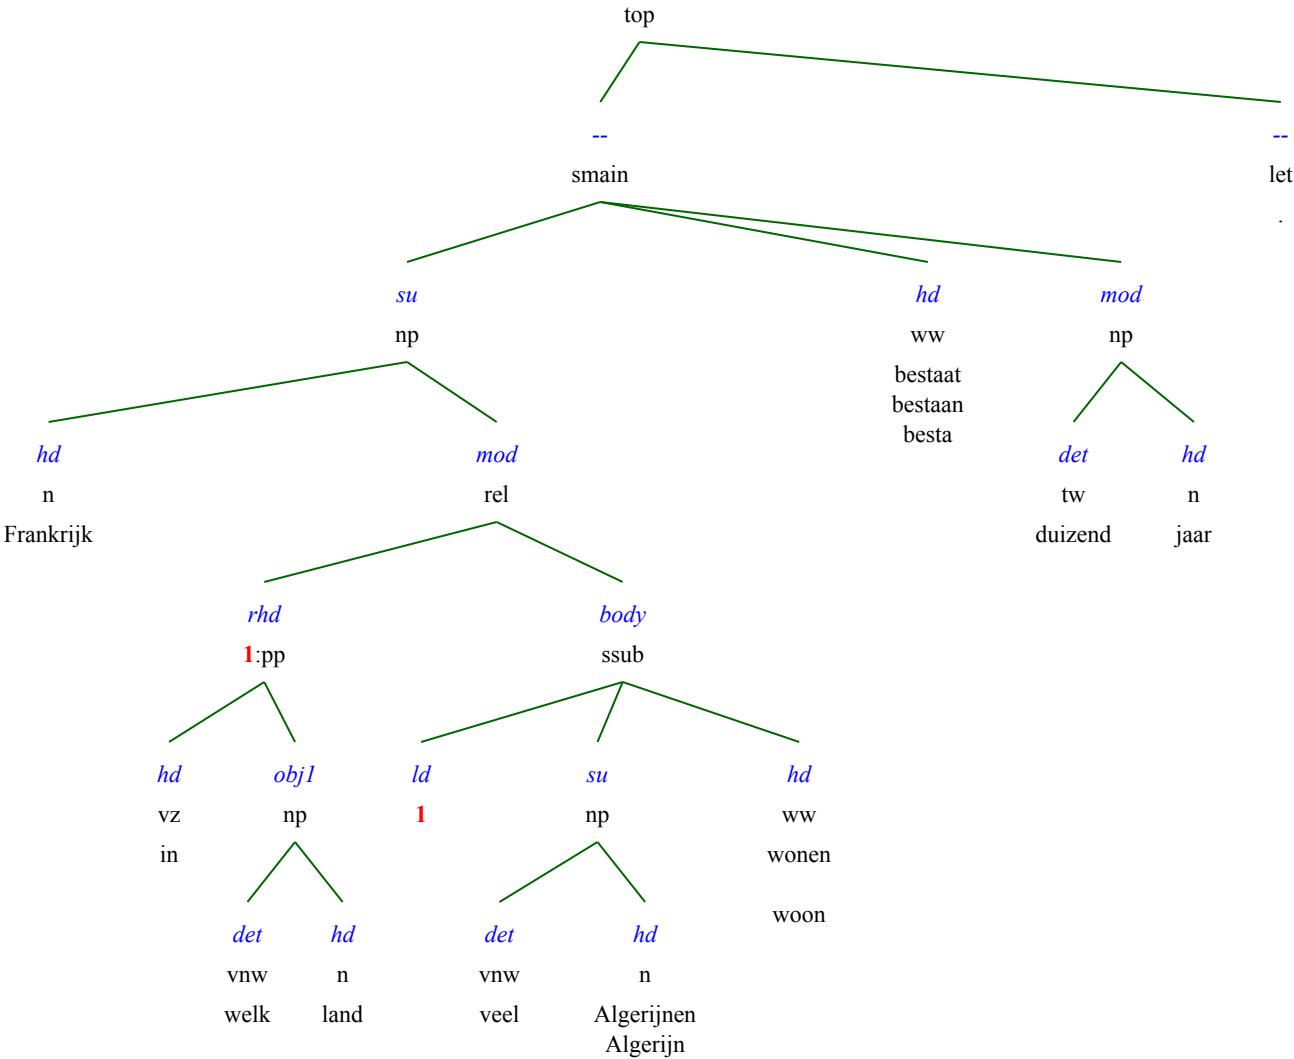 top
-- --
smain let
.
su hd mod
np ww np
bestaat
bestaan
besta
hd mod det hd
n rel tw n
Frankrijk duizend jaar
rhd body
1:pp ssub
hd obj1 ld su hd
vz np 1 np ww
in wonen
woon
det hd det hd
vnw n vnw n
welk land veel Algerijnen
Algerijn